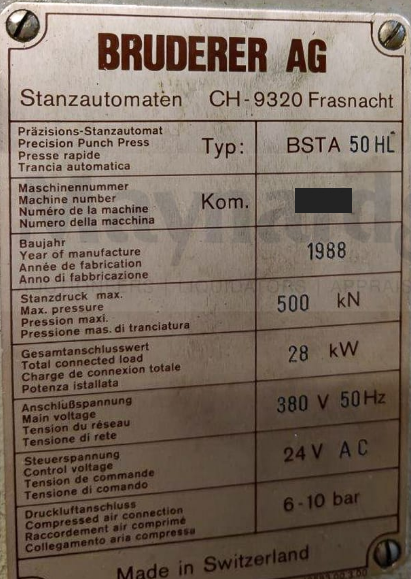 BRUDERER AG
Stanzautomaten CH-9320 Frasnacht
Präzisions-Stanzautomat
Precision Punch Press
Presse rapide
Trancia automatica
Typ: BSTA 50 HL
Maschinennummer
Machine number
Numéro de la machine
Numero della macchina
Kom.
Baujahr
Year of manufacture
Année de fabrication
Anno di fabbricazione
1988
Stanzdruck max.
Max. pressure
Pression maxi.
Pressione mas. di tranciatura
500 kN
Gesamtanschlusswert
Total connected load
Charge de connexion totale
Potenza istallata
28 kW
Anschlußspannung
Main voltage
Tension du réseau
Tensione di rete
380 V 50Hz
Steuerspannung
Control voltage
Tension de commande
Tensione di comando
24 V AC
Druckluftanschluss
Compressed air connection
Raccordement air comprimé
Collegamento aria compressa
6-10 bar
Made in Switzerland